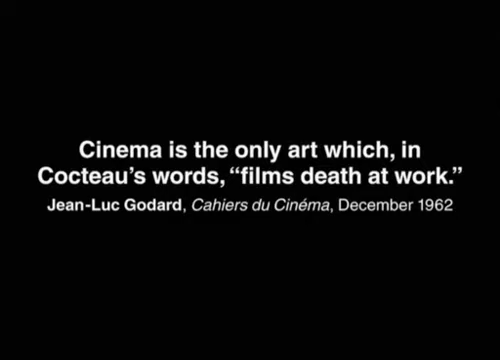 Cinema is the only art which, in
Cocteau’s words, “films death at work.”
Jean-Luc Godard, Cahiers du Cinéma, December 1962